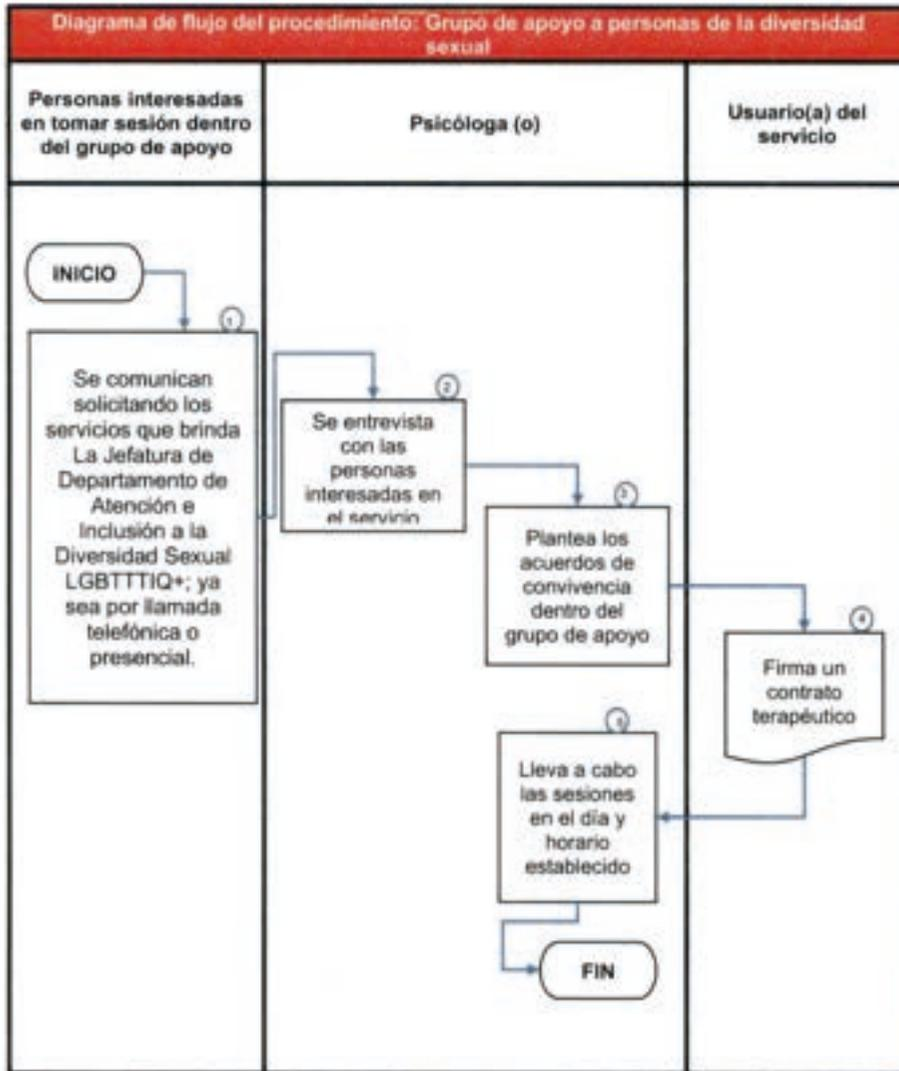 Diagrama de flujo del procedimiento: Grupo de apoyo a personas de la diversidad
sexual
Personas interesadas
en tomar sesión dentro
del grupo de apoyo
Psicóloga (o)
Usuario(a) del
servicio
INICIO
1
Se comunican
solicitando los
servicios que brinda
La Jefatura de
Departamento de
Atención e
Inclusión a la
Diversidad Sexual
LGBTTTIQ+; ya
sea por llamada
telefónica o
presencial.
2
Se entrevista
con las
personas
interesadas en
el servicio
3
Plantea los
acuerdos de
convivencia
dentro del
grupo de apoyo
4
Firma un
contrato
terapéutico
5
Lleva a cabo
las sesiones
en el día y
horario
establecido
FIN